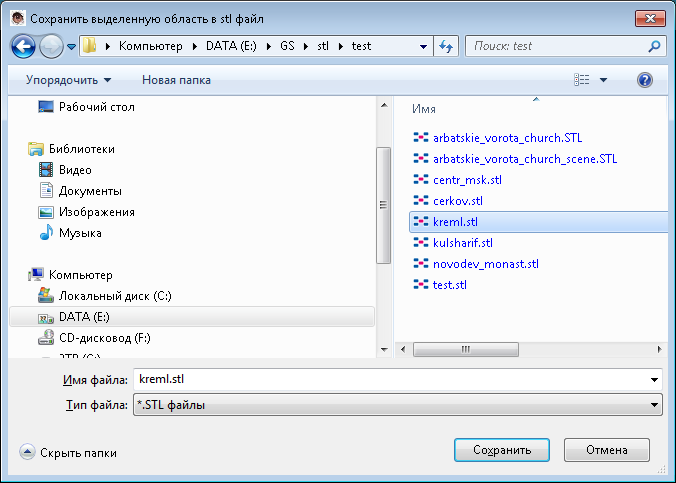 Сохранить выделенную область в stl файл
Компьютер DATA (E:) GS stl test
Поиск: test
Упорядочить Новая папка
Рабочий стол
Библиотеки
Видео
Документы
Изображения
Музыка
Компьютер
Локальный диск (C:)
DATA (E:)
CD-дисковод (F:)
Имя
arbatskie_vorota_church.STL
arbatskie_vorota_church_scene.STL
centr_msk.stl
cerkov.stl
kreml.stl
kulsharif.stl
novodev_monast.stl
test.stl
Имя файла: kreml.stl
Тип файла: *.STL файлы
Скрыть папки
Сохранить Отмена